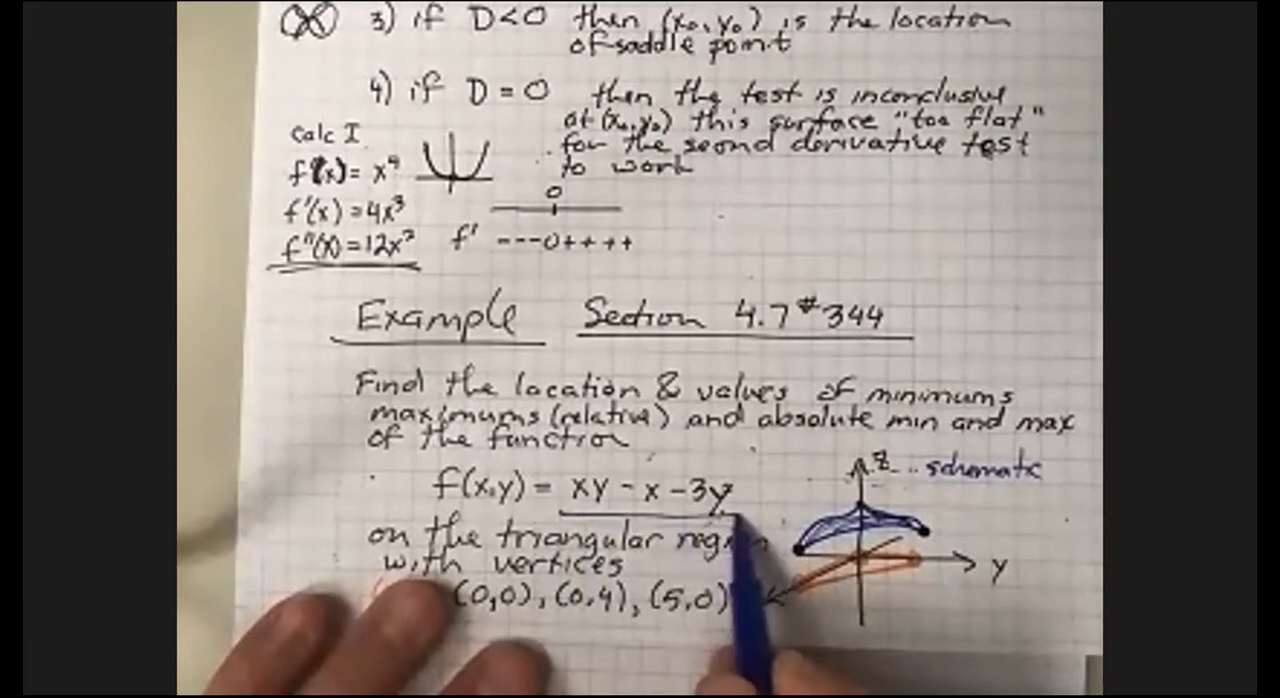 3) if D<0 then (x₀, y₀) is the location
of saddle point
4) if D = 0 then the test is inconclusive
at (x₀, y₀) this surface "too flat"
for the second derivative test
to work
Calc I
f(x) = x⁴
f'(x) = 4x³
f''(x) = 12x²
0
f' ---0++++
Example Section 4.7 #344
Find the location & values of minimums
maximums (relative) and absolute min and max
of the function
f(x,y) = xy - x - 3y
on the triangular region
with vertices
(0,0), (0,4), (5,0)
z schematic
y